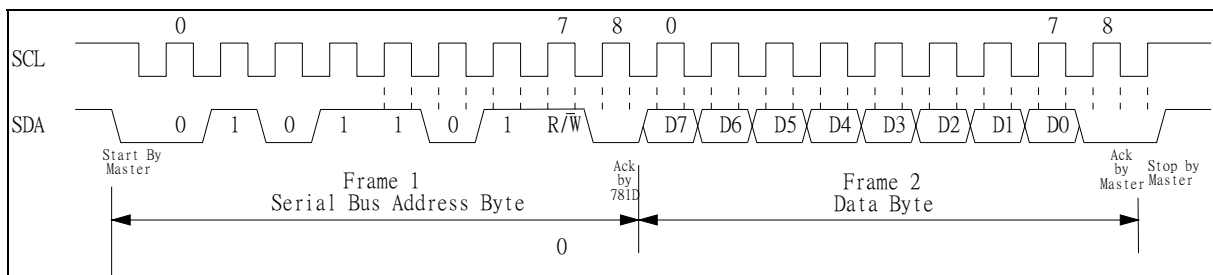 0 7 8 0 7 8
SCL
SDA 0 1 0 1 1 0 1 R/W̅ D7 D6 D5 D4 D3 D2 D1 D0
Start By
Master
Ack
by
781D
Ack
by
Master
Stop by
Master
Frame 1
Serial Bus Address Byte
Frame 2
Data Byte
0